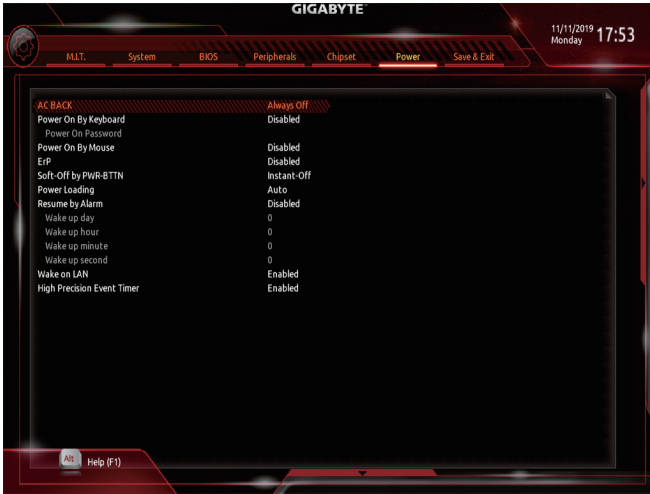 GIGABYTE™
11/11/2019 Monday 17:53
M.I.T. System BIOS Peripherals Chipset Power Save & Exit
AC BACK Always Off
Power On By Keyboard Disabled
Power On Password
Power On By Mouse Disabled
ErP Disabled
Soft-Off by PWR-BTTN Instant-Off
Power Loading Auto
Resume by Alarm Disabled
Wake up day 0
Wake up hour 0
Wake up minute 0
Wake up second 0
Wake on LAN Enabled
High Precision Event Timer Enabled
Alt Help (F1)